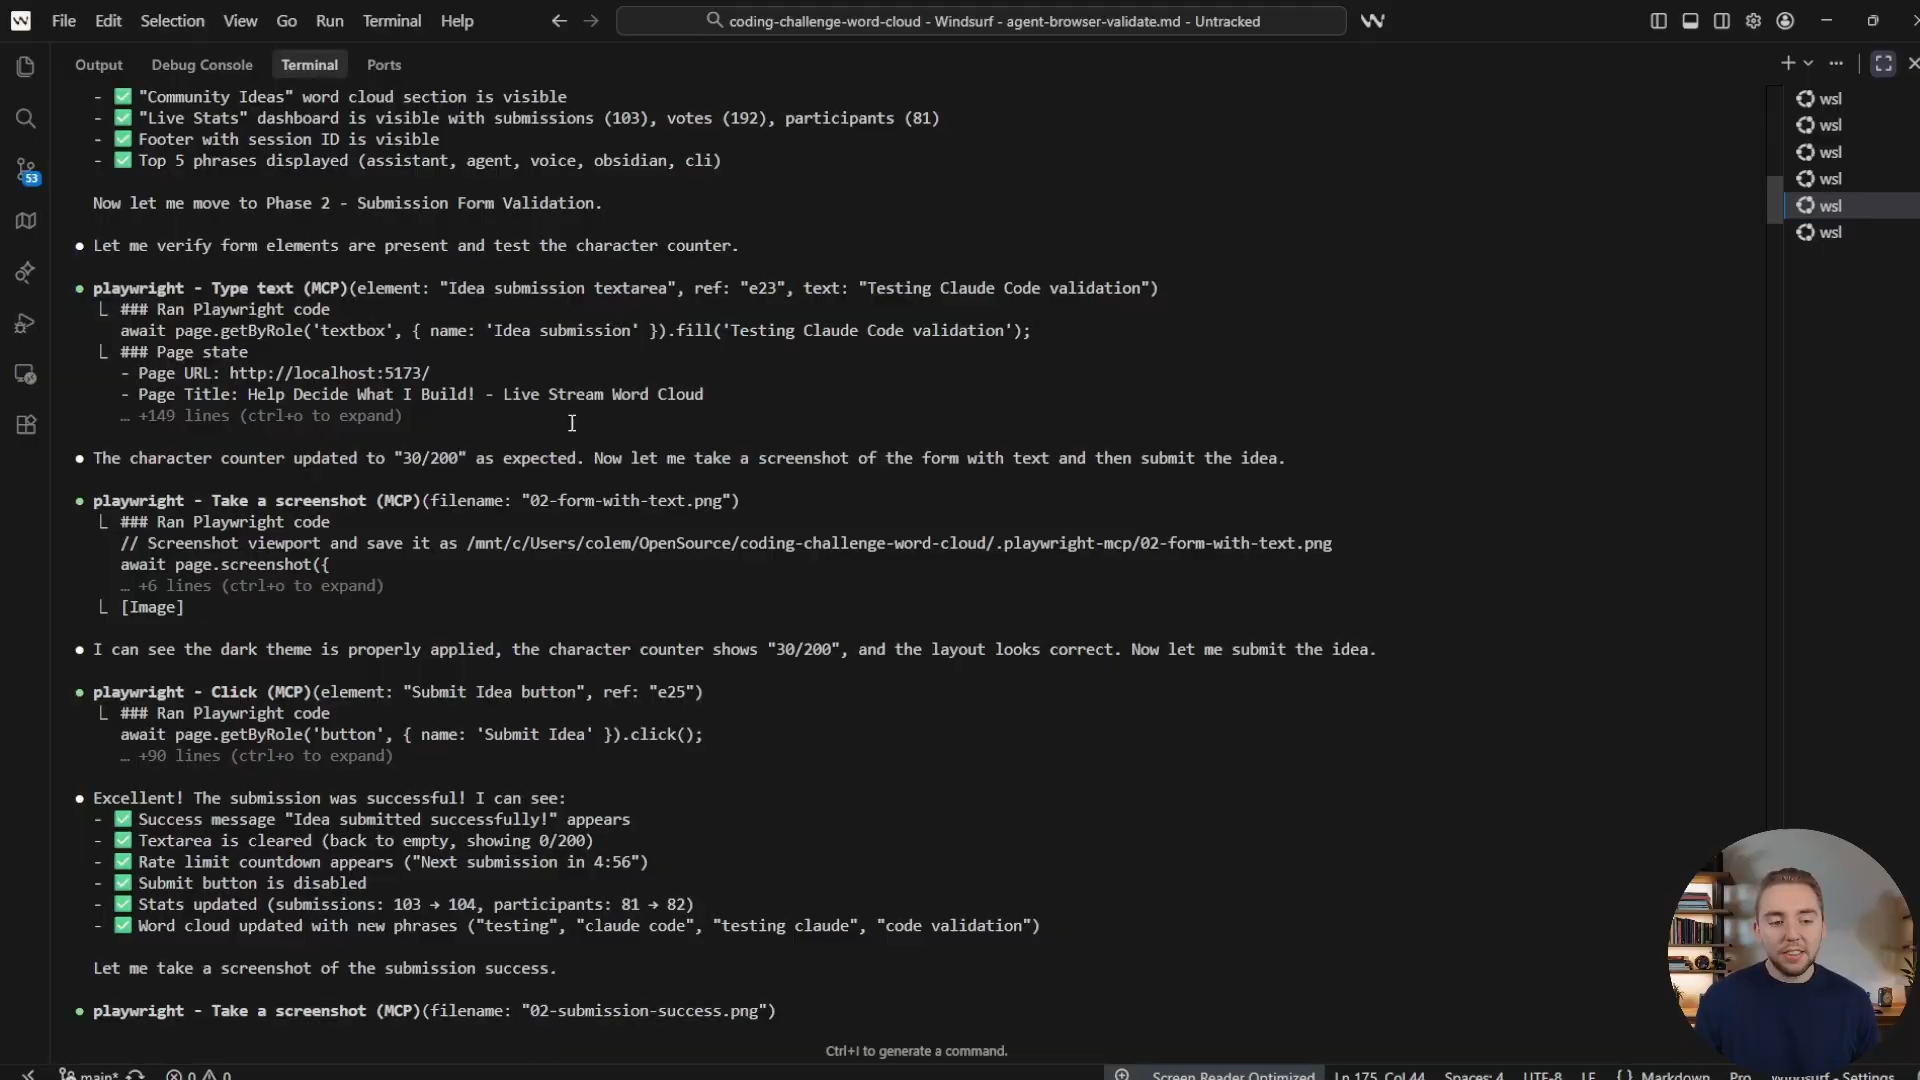 File Edit Selection View Go Run Terminal Help
coding-challenge-word-cloud - Windsurf - agent-browser-validate.md - Untracked
Output Debug Console Terminal Ports
- ✅ "Community Ideas" word cloud section is visible
- ✅ "Live Stats" dashboard is visible with submissions (103), votes (192), participants (81)
- ✅ Footer with session ID is visible
- ✅ Top 5 phrases displayed (assistant, agent, voice, obsidian, cli)
Now let me move to Phase 2 - Submission Form Validation.
● Let me verify form elements are present and test the character counter.
● playwright - Type text (MCP)(element: "Idea submission textarea", ref: "e23", text: "Testing Claude Code validation")
⎿ ### Ran Playwright code
await page.getByRole('textbox', { name: 'Idea submission' }).fill('Testing Claude Code validation');
⎿ ### Page state
- Page URL: http://localhost:5173/
- Page Title: Help Decide What I Build! - Live Stream Word Cloud
… +149 lines (ctrl+o to expand)
● The character counter updated to "30/200" as expected. Now let me take a screenshot of the form with text and then submit the idea.
● playwright - Take a screenshot (MCP)(filename: "02-form-with-text.png")
⎿ ### Ran Playwright code
// Screenshot viewport and save it as /mnt/c/Users/colem/OpenSource/coding-challenge-word-cloud/.playwright-mcp/02-form-with-text.png
await page.screenshot({
… +6 lines (ctrl+o to expand)
⎿ [Image]
● I can see the dark theme is properly applied, the character counter shows "30/200", and the layout looks correct. Now let me submit the idea.
● playwright - Click (MCP)(element: "Submit Idea button", ref: "e25")
⎿ ### Ran Playwright code
await page.getByRole('button', { name: 'Submit Idea' }).click();
… +90 lines (ctrl+o to expand)
● Excellent! The submission was successful! I can see:
- ✅ Success message "Idea submitted successfully!" appears
- ✅ Textarea is cleared (back to empty, showing 0/200)
- ✅ Rate limit countdown appears ("Next submission in 4:56")
- ✅ Submit button is disabled
- ✅ Stats updated (submissions: 103 → 104, participants: 81 → 82)
- ✅ Word cloud updated with new phrases ("testing", "claude code", "testing claude", "code validation")
Let me take a screenshot of the submission success.
● playwright - Take a screenshot (MCP)(filename: "02-submission-success.png")
Ctrl+I to generate a command.
wsl
wsl
wsl
wsl
wsl
wsl
53
main* 0 0 Screen Reader Optimized Ln 175, Col 44 Spaces: 4 UTF-8 LF { } Markdown Pro Windsurf - Settings